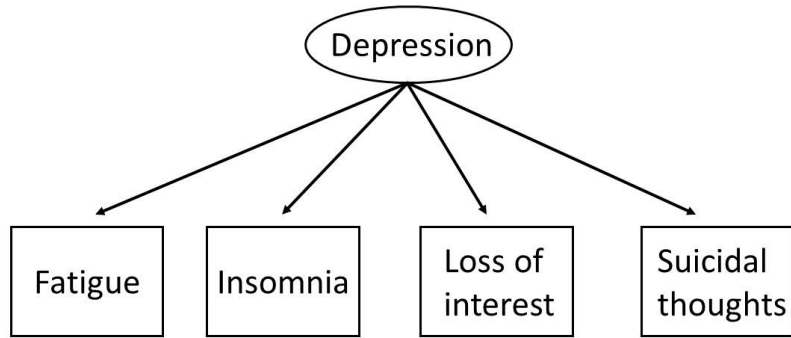 Depression
Fatigue
Insomnia
Loss of
interest
Suicidal
thoughts